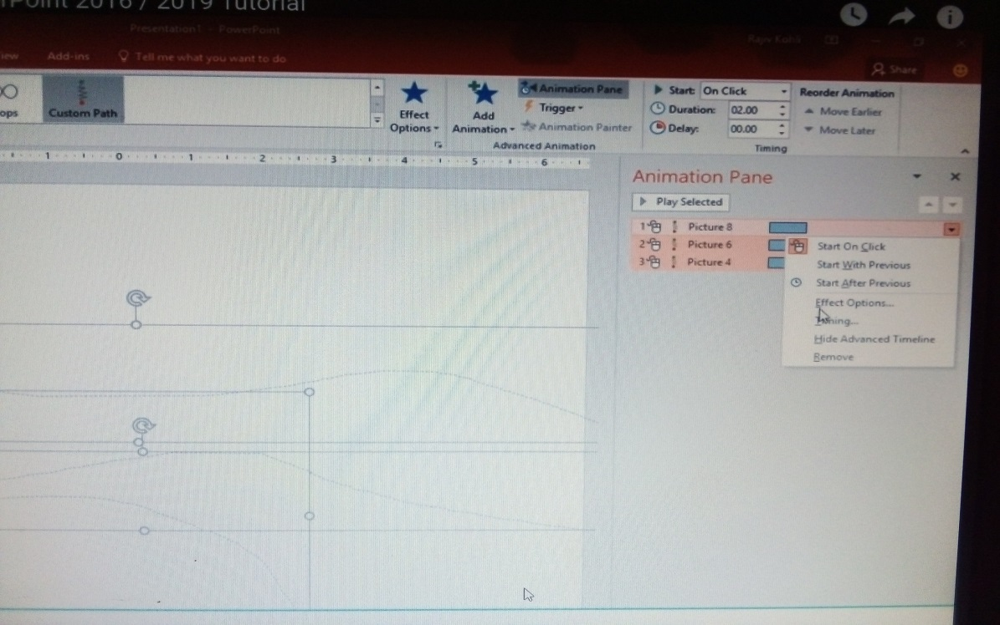 Point 2016 / 2019 Tutorial
Presentation1 - PowerPoint
Rajiv Kohli
iew Add-ins Tell me what you want to do
Share
ops
Custom Path
Effect
Options
Add
Animation
Animation Pane
Trigger
Animation Painter
Advanced Animation
Start: On Click
Duration: 02.00
Delay: 00.00
Timing
Reorder Animation
Move Earlier
Move Later
1 0 1 2 3 4 5 6
Animation Pane
Play Selected
1 Picture 8
2 Picture 6
3 Picture 4
Start On Click
Start With Previous
Start After Previous
Effect Options...
Timing...
Hide Advanced Timeline
Remove